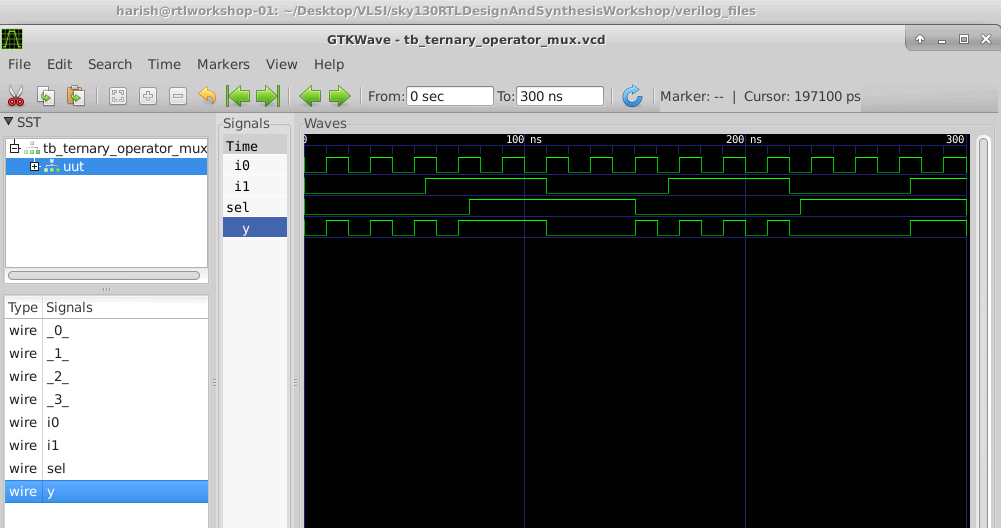 harish@rtlworkshop-01: ~/Desktop/VLSI/sky130RTLDesignAndSynthesisWorkshop/verilog_files
GTKWave - tb_ternary_operator_mux.vcd
File Edit Search Time Markers View Help
From: 0 sec To: 300 ns Marker: -- | Cursor: 197100 ps
SST
tb_ternary_operator_mux
uut
Type Signals
wire _0_
wire _1_
wire _2_
wire _3_
wire i0
wire i1
wire sel
wire y
Signals
Time
i0
i1
sel
y
Waves
0 100 ns 200 ns 300